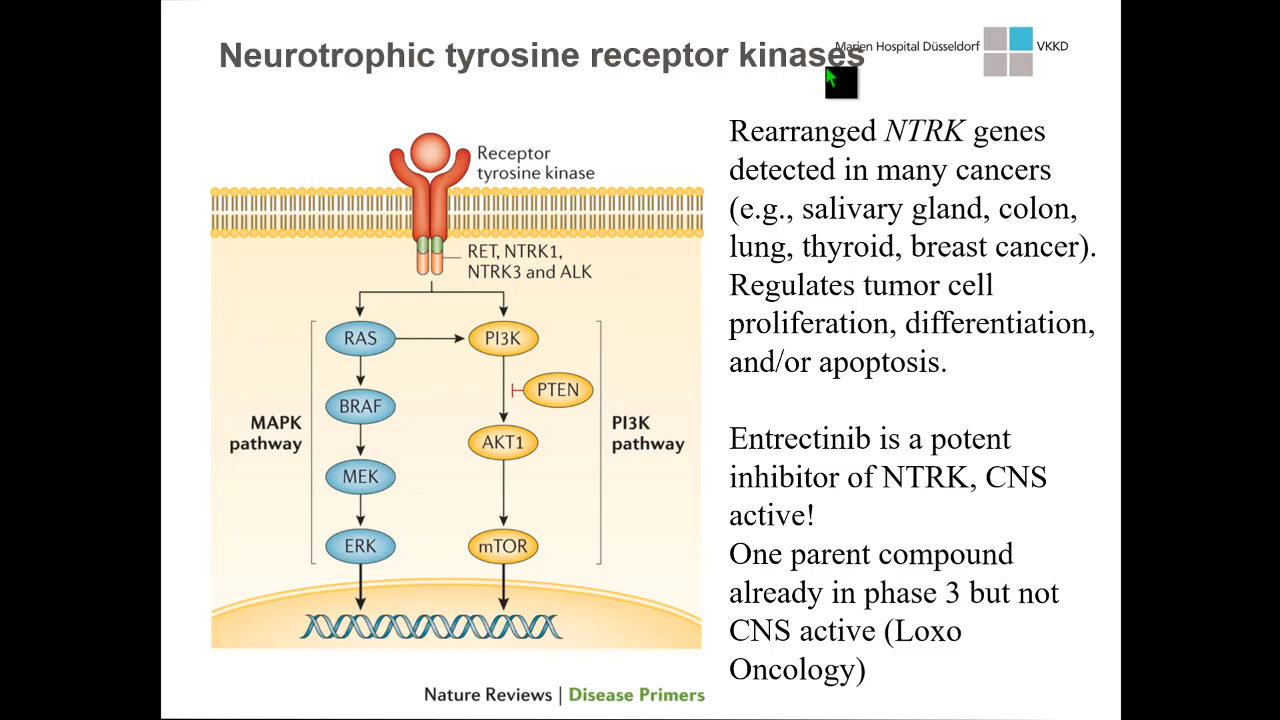 Neurotrophic tyrosine receptor kinases
Marien Hospital Düsseldorf
VKKD
Receptor
tyrosine kinase
RET, NTRK1,
NTRK3 and ALK
RAS
PI3K
PTEN
BRAF
MAPK
pathway
AKT1
PI3K
pathway
MEK
ERK
mTOR
Nature Reviews | Disease Primers
Rearranged NTRK genes
detected in many cancers
(e.g., salivary gland, colon,
lung, thyroid, breast cancer).
Regulates tumor cell
proliferation, differentiation,
and/or apoptosis.
Entrectinib is a potent
inhibitor of NTRK, CNS
active!
One parent compound
already in phase 3 but not
CNS active (Loxo
Oncology)